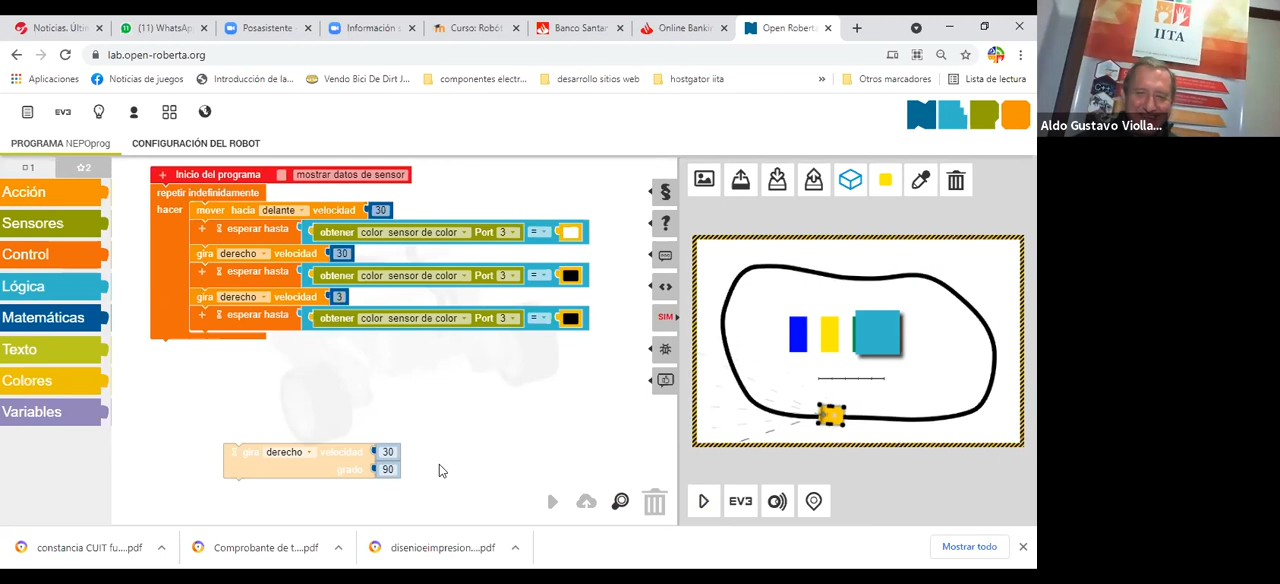 Noticias. Últim
(11) WhatsAp
Posasistente
Información s
Curso: Robót
Banco Santar
Online Bankin
Open Roberta
lab.open-roberta.org
Aplicaciones
Noticias de juegos
Introducción de la...
Vendo Bici De Dirt J...
componentes electr...
desarrollo sitios web
hostgator iita
»
Otros marcadores
Lista de lectura
IITA
C++
Aldo Gustavo Violla...
EV3
PROGRAMA NEPOprog
CONFIGURACIÓN DEL ROBOT
1
2
Acción
Sensores
Control
Lógica
Matemáticas
Texto
Colores
Variables
+ Inicio del programa mostrar datos de sensor
repetir indefinidamente
hacer
mover hacia delante velocidad 30
+ esperar hasta obtener color sensor de color Port 3 =
gira derecho velocidad 30
+ esperar hasta obtener color sensor de color Port 3 =
gira derecho velocidad 3
+ esperar hasta obtener color sensor de color Port 3 =
gira derecho velocidad 30
grado 90
§
?
<>
SIM
EV3
constancia CUIT fu....pdf
Comprobante de t....pdf
disenioeimpresion....pdf
Mostrar todo